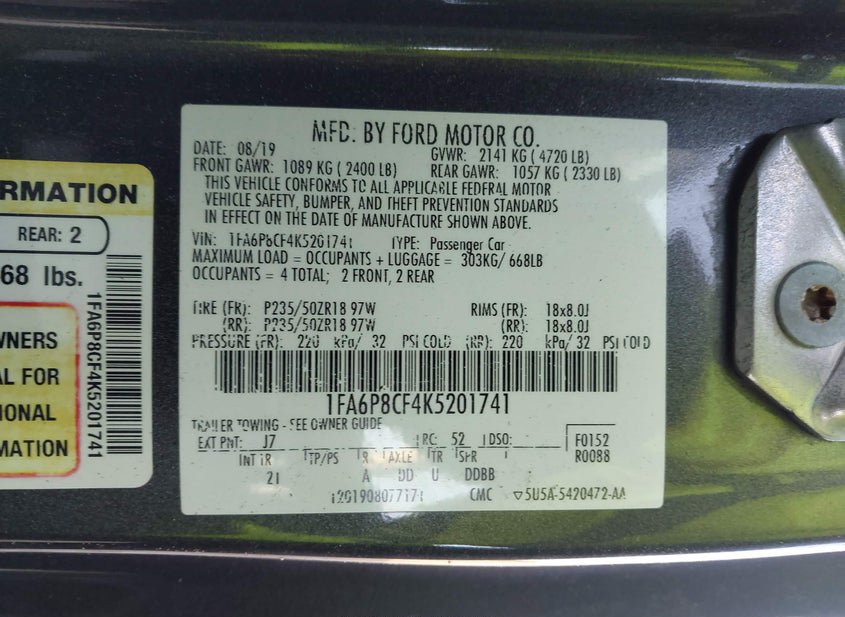 RMATION
REAR: 2
68 lbs.
WNERS
AL FOR
IONAL
RMATION
1FA6P8CF4K5201741
MFD. BY FORD MOTOR CO.
DATE: 08/19
GVWR: 2141 KG ( 4720 LB)
FRONT GAWR: 1089 KG ( 2400 LB)
REAR GAWR: 1057 KG ( 2330 LB)
THIS VEHICLE CONFORMS TO ALL APPLICABLE FEDERAL MOTOR
VEHICLE SAFETY, BUMPER, AND THEFT PREVENTION STANDARDS
IN EFFECT ON THE DATE OF MANUFACTURE SHOWN ABOVE.
VIN: 1FA6P8CF4K5201741 TYPE: Passenger Car
MAXIMUM LOAD = OCCUPANTS + LUGGAGE = 303KG/ 668LB
OCCUPANTS = 4 TOTAL; 2 FRONT, 2 REAR
TIRE (FR): P235/50ZR18 97W RIMS (FR): 18x8.0J
(RR): P235/50ZR18 97W (RR): 18x8.0J
PRESSURE (FR): 220 kPa/ 32 PSI COLD (RR): 220 kPa/ 32 PSI COLD
1FA6P8CF4K5201741
TRAILER TOWING - SEE OWNER GUIDE
EXT PNT: J7 RC: 52 DSO: F0152
INT TR TP/PS R AXLE TR SPR R0088
21 A DD U DDBB
1201908077171 CMC ▽5U5A-5420472-AA